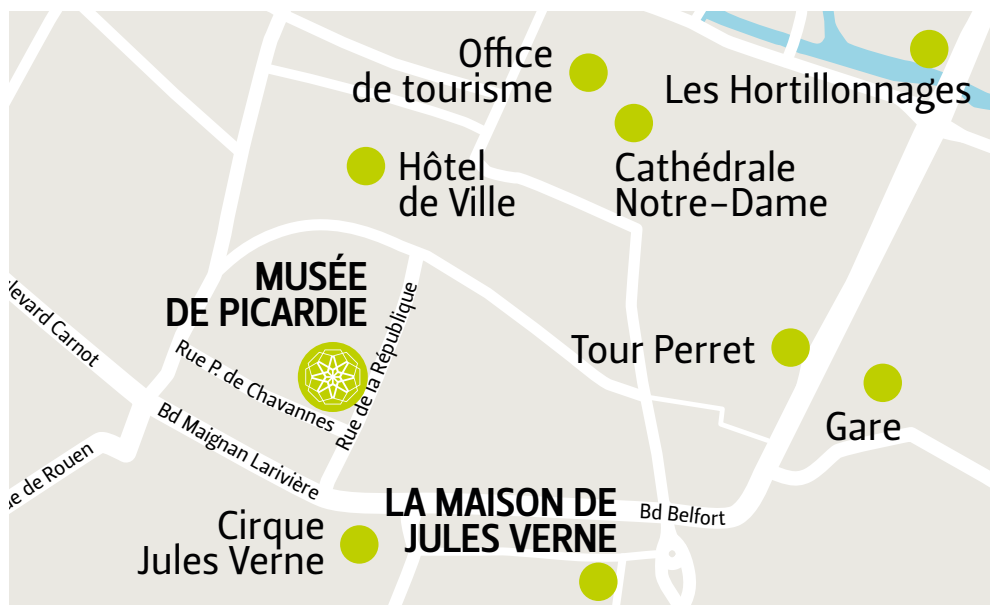 Office
de tourisme
Les Hortillonnages
Hôtel
de Ville
Cathédrale
Notre-Dame
MUSÉE
DE PICARDIE
levard Carnot
Rue P. de Chavannes
Rue de la République
Tour Perret
Gare
Bd Maignan Larivière
de Rouen
LA MAISON DE
JULES VERNE
Bd Belfort
Cirque
Jules Verne